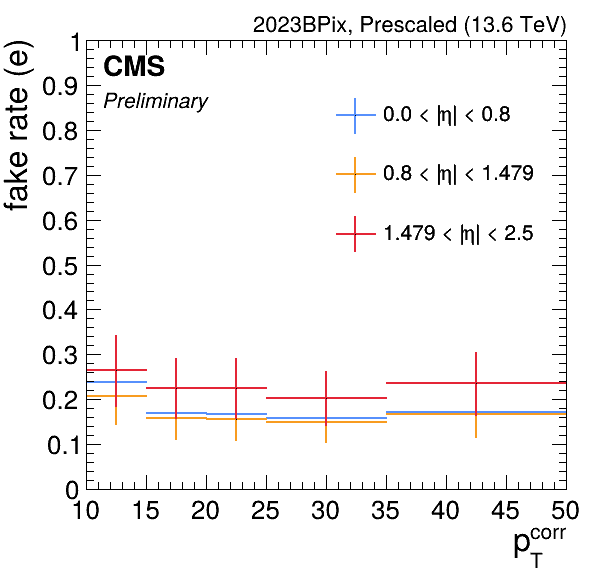 2023BPix, Prescaled (13.6 TeV)
CMS
Preliminary
fake rate (e)
0.0 < |η| < 0.8
0.8 < |η| < 1.479
1.479 < |η| < 2.5
1
0.9
0.8
0.7
0.6
0.5
0.4
0.3
0.2
0.1
0
10 15 20 25 30 35 40 45 50
p_T^corr